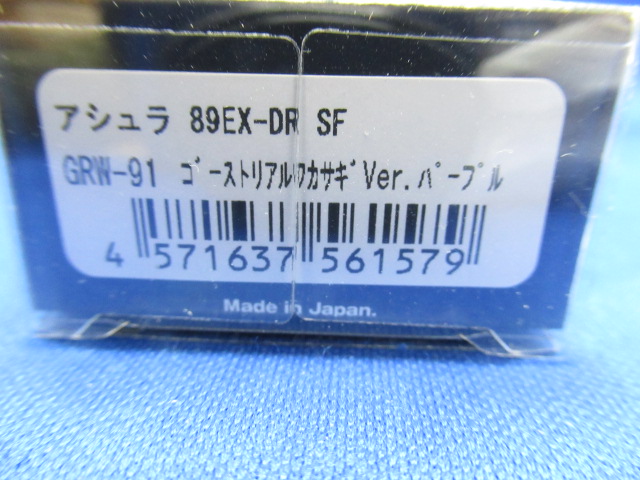 アシュラ 89EX-DR SF
GRW-91 ｺﾞｰｽﾄﾘｱﾙﾜｶｻｷﾞVer.ﾊﾟｰﾌﾟﾙ
4 571637 561579
Made in Japan.